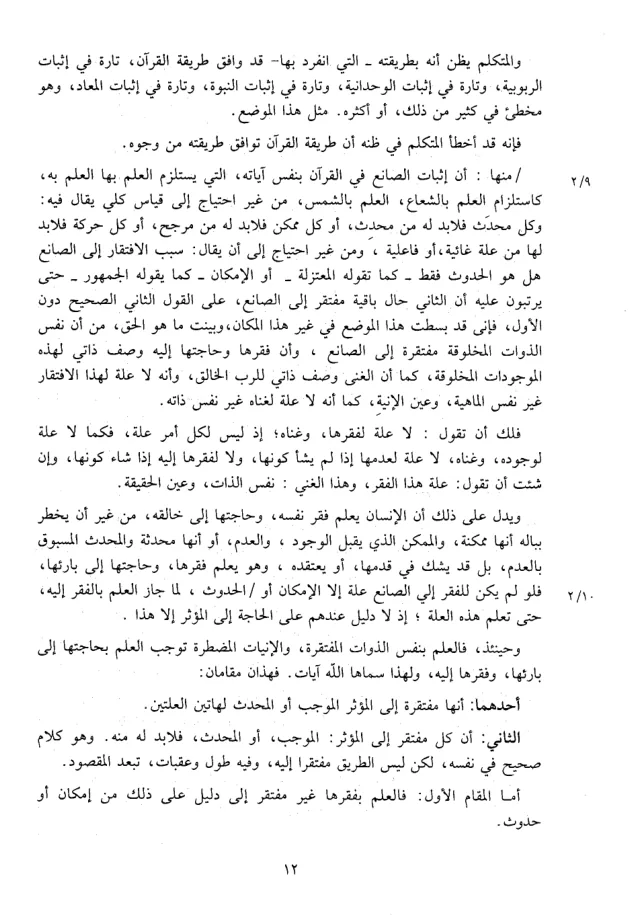 والمتكلم يظن أنه بطريقته ـ التي انفرد بها- قد وافق طريقة القرآن، تارة في إثبات
الربوبية، وتارة في إثبات الوحدانية، وتارة في إثبات النبوة، وتارة في إثبات المعاد، وهو
مخطئ في كثير من ذلك، أو أكثره. مثل هذا الموضع.
فإنه قد أخطأ المتكلم في ظنه أن طريقة القرآن توافق طريقته من وجوه.
٢/٩ /منها : أن إثبات الصانع في القرآن بنفس آياته، التي يستلزم العلم بها العلم به،
كاستلزام العلم بالشعاع، العلم بالشمس، من غير احتياج إلى قياس كلي يقال فيه:
وكل محدَث فلابد له من محدِث، أو كل ممكن فلابد له من مرجح، أو كل حركة فلابد
لها من علة غائية،أو فاعلية ، ومن غير احتياج إلى أن يقال: سبب الافتقار إلى الصانع
هل هو الحدوث فقط ـ كما تقوله المعتزلة ـ أو الإمكان ـ كما يقوله الجمهور ـ حتى
يرتبون عليه أن الثاني حال باقية مفتقر إلى الصانع، على القول الثاني الصحيح دون
الأول، فإنى قد بسطت هذا الموضع في غير هذا المكان،وبينت ما هو الحق، من أن نفس
الذوات المخلوقة مفتقرة إلى الصانع ، وأن فقرها وحاجتها إليه وصف ذاتي لهذه
الموجودات المخلوقة، كما أن الغنى وصف ذاتي للرب الخالق، وأنه لا علة لهذا الافتقار
غير نفس الماهية، وعين الإنية، كما أنه لا علة لغناه غير نفس ذاته.
فلك أن تقول : لا علة لفقرها، وغناه؛ إذ ليس لكل أمر علة، فكما لا علة
لوجوده، وغناه، لا علة لعدمها إذا لم يشأ كونها، ولا لفقرها إليه إذا شاء كونها، وإن
شئت أن تقول: علة هذا الفقر، وهذا الغني : نفس الذات، وعين الحقيقة.
ويدل على ذلك أن الإنسان يعلم فقر نفسه، وحاجتها إلى خالقه، من غير أن يخطر
بباله أنها ممكنة، والممكن الذي يقبل الوجود ، والعدم، أو أنها محدثة والمحدث المسبوق
بالعدم، بل قد يشك في قدمها، أو يعتقده ، وهو يعلم فقرها، وحاجتها إلى بارئها،
٢/١٠ فلو لم يكن للفقر إلي الصانع علة إلا الإمكان أو /الحدوث ، لما جاز العلم بالفقر إليه،
حتى تعلم هذه العلة ؛ إذ لا دليل عندهم على الحاجة إلى المؤثر إلا هذا .
وحينئذ، فالعلم بنفس الذوات المفتقرة، والإنيات المضطرة توجب العلم بحاجتها إلى
بارئها، وفقرها إليه، ولهذا سماها الله آيات. فهذان مقامان:
أحدهما: أنها مفتقرة إلى المؤثر الموجب أو المحدث لهاتين العلتين.
الثاني: أن كل مفتقر إلى المؤثر: الموجب، أو المحدث، فلابد له منه. وهو كلام
صحيح في نفسه، لكن ليس الطريق مفتقرا إليه، وفيه طول وعقبات، تبعد المقصود.
أما المقام الأول: فالعلم بفقرها غير مفتقر إلى دليل على ذلك من إمكان أو
حدوث.
١٢